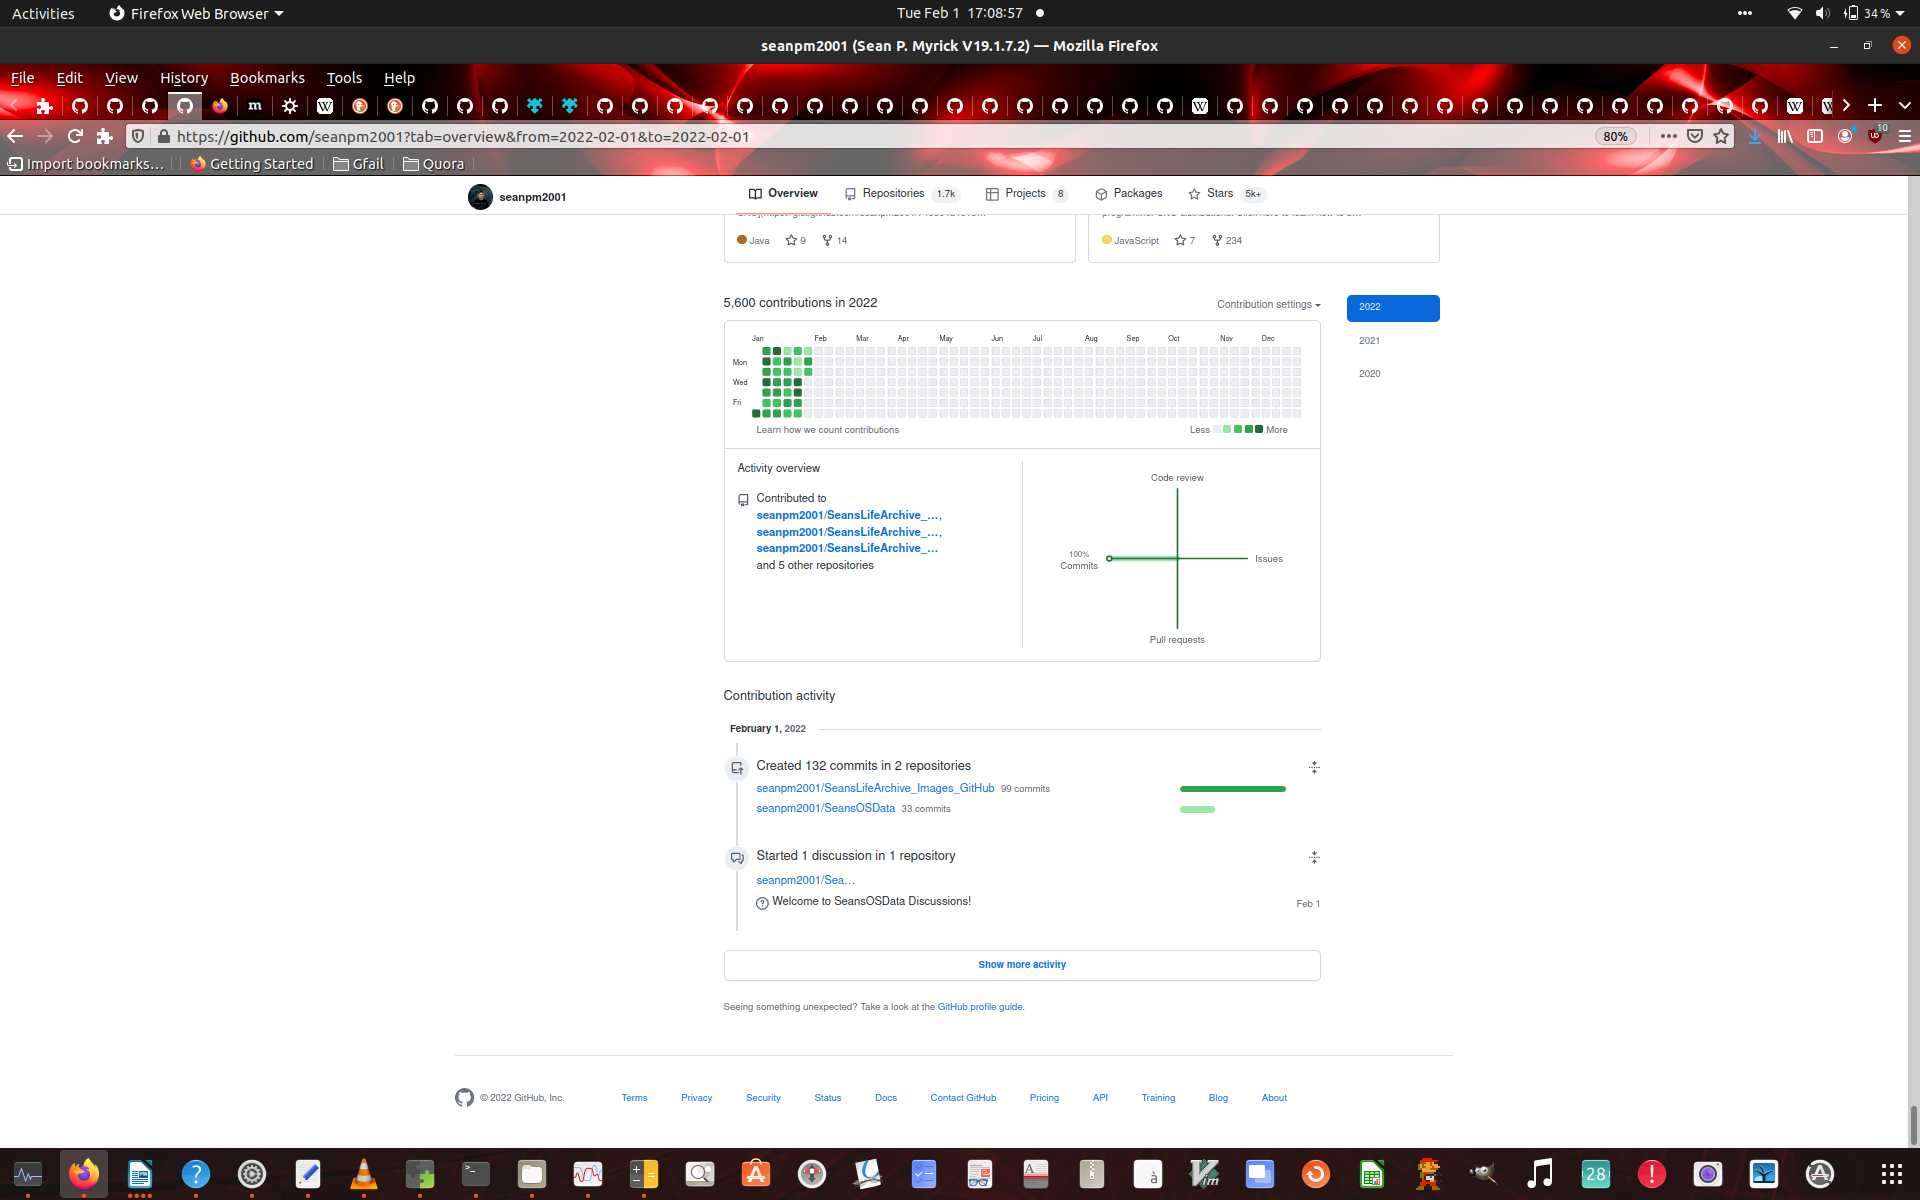 Activities
Firefox Web Browser
Tue Feb 1 17:08:57
34 %
seanpm2001 (Sean P. Myrick V19.1.7.2) — Mozilla Firefox
File Edit View History Bookmarks Tools Help
https://github.com/seanpm2001?tab=overview&from=2022-02-01&to=2022-02-01
80%
10
Import bookmarks…
Getting Started
Gfail
Quora
seanpm2001
Overview
Repositories 1.7k
Projects 8
Packages
Stars 5k+
Java 9 14
JavaScript 7 234
5,600 contributions in 2022
Contribution settings
2022
2021
2020
Jan Feb Mar Apr May Jun Jul Aug Sep Oct Nov Dec
Mon
Wed
Fri
Learn how we count contributions
Less More
Activity overview
Contributed to
seanpm2001/SeansLifeArchive_…,
seanpm2001/SeansLifeArchive_…,
seanpm2001/SeansLifeArchive_…
and 5 other repositories
Code review
100%
Commits
Issues
Pull requests
Contribution activity
February 1, 2022
Created 132 commits in 2 repositories
seanpm2001/SeansLifeArchive_Images_GitHub 99 commits
seanpm2001/SeansOSData 33 commits
Started 1 discussion in 1 repository
seanpm2001/Sea…
Welcome to SeansOSData Discussions!
Feb 1
Show more activity
Seeing something unexpected? Take a look at the GitHub profile guide.
© 2022 GitHub, Inc.
Terms
Privacy
Security
Status
Docs
Contact GitHub
Pricing
API
Training
Blog
About
28